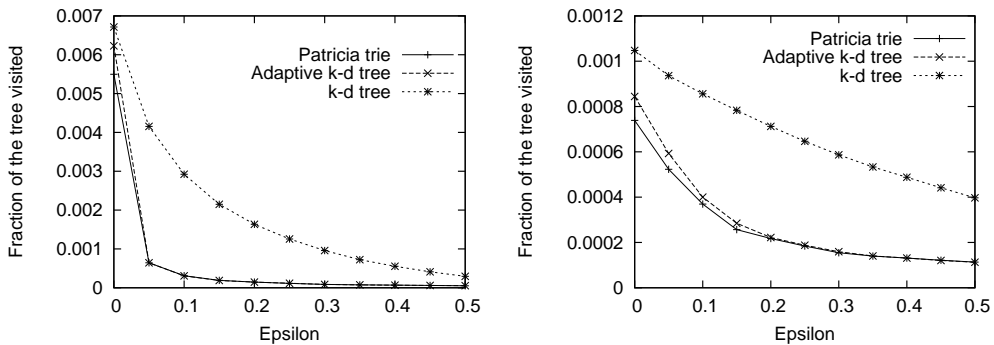 Fraction of the tree visited
0.007
0.006
0.005
0.004
0.003
0.002
0.001
0
Patricia trie
Adaptive k-d tree
k-d tree
0 0.1 0.2 0.3 0.4 0.5
Epsilon
Fraction of the tree visited
0.0012
0.001
0.0008
0.0006
0.0004
0.0002
0
Patricia trie
Adaptive k-d tree
k-d tree
0 0.1 0.2 0.3 0.4 0.5
Epsilon